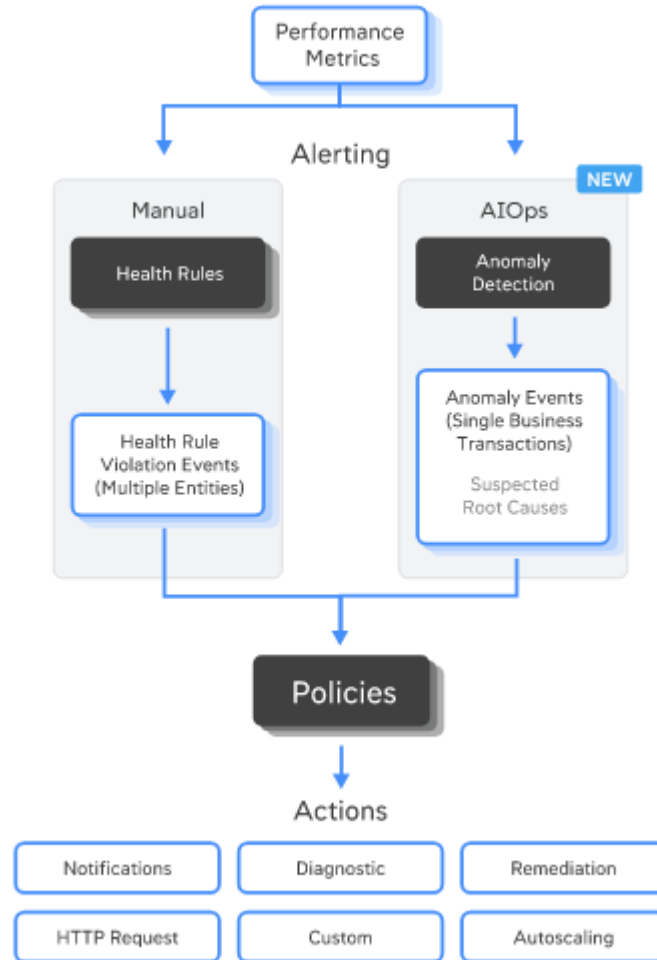 Performance
Metrics
Alerting
NEW
Manual
AIOps
Health Rules
Anomaly
Detection
Health Rule
Violation Events
(Multiple Entities)
Anomaly Events
(Single Business
Transactions)
Suspected
Root Causes
Policies
Actions
Notifications
Diagnostic
Remediation
HTTP Request
Custom
Autoscaling